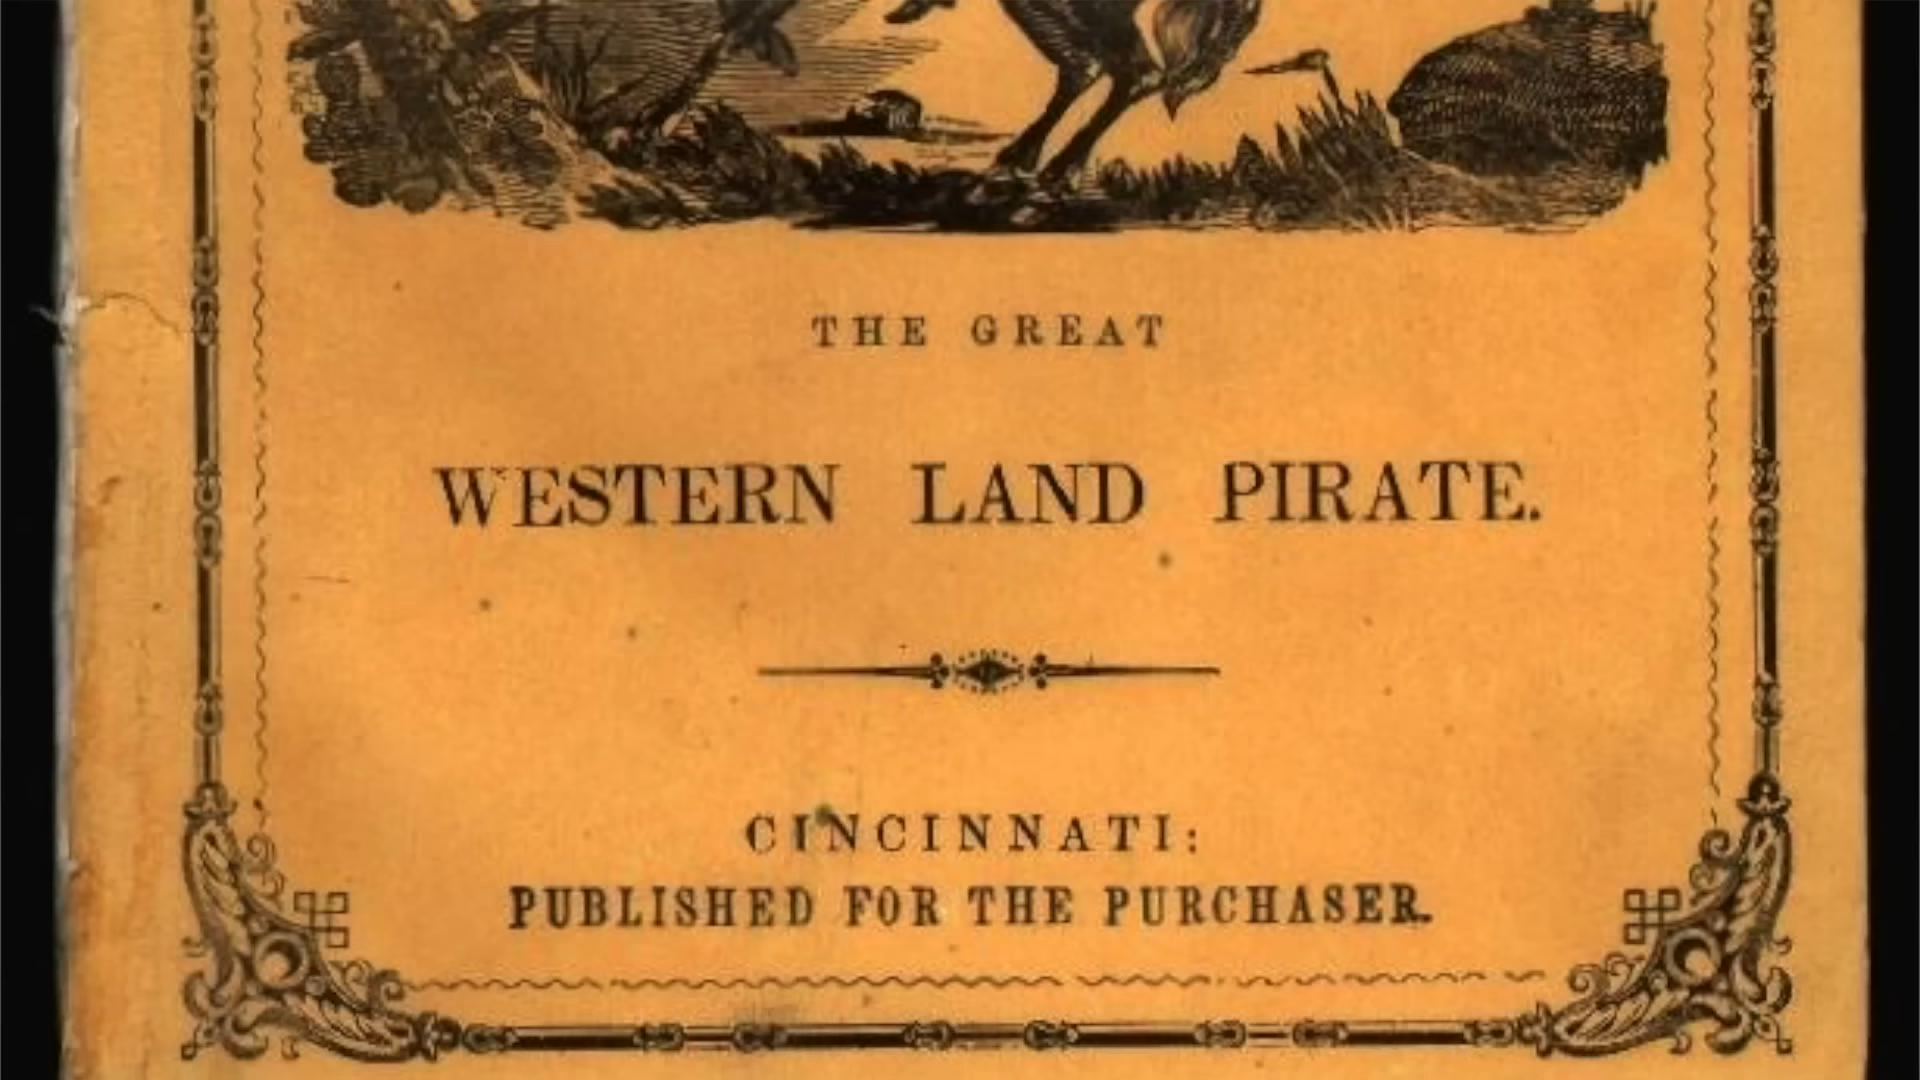 THE GREAT
WESTERN LAND PIRATE.
CINCINNATI:
PUBLISHED FOR THE PURCHASER.